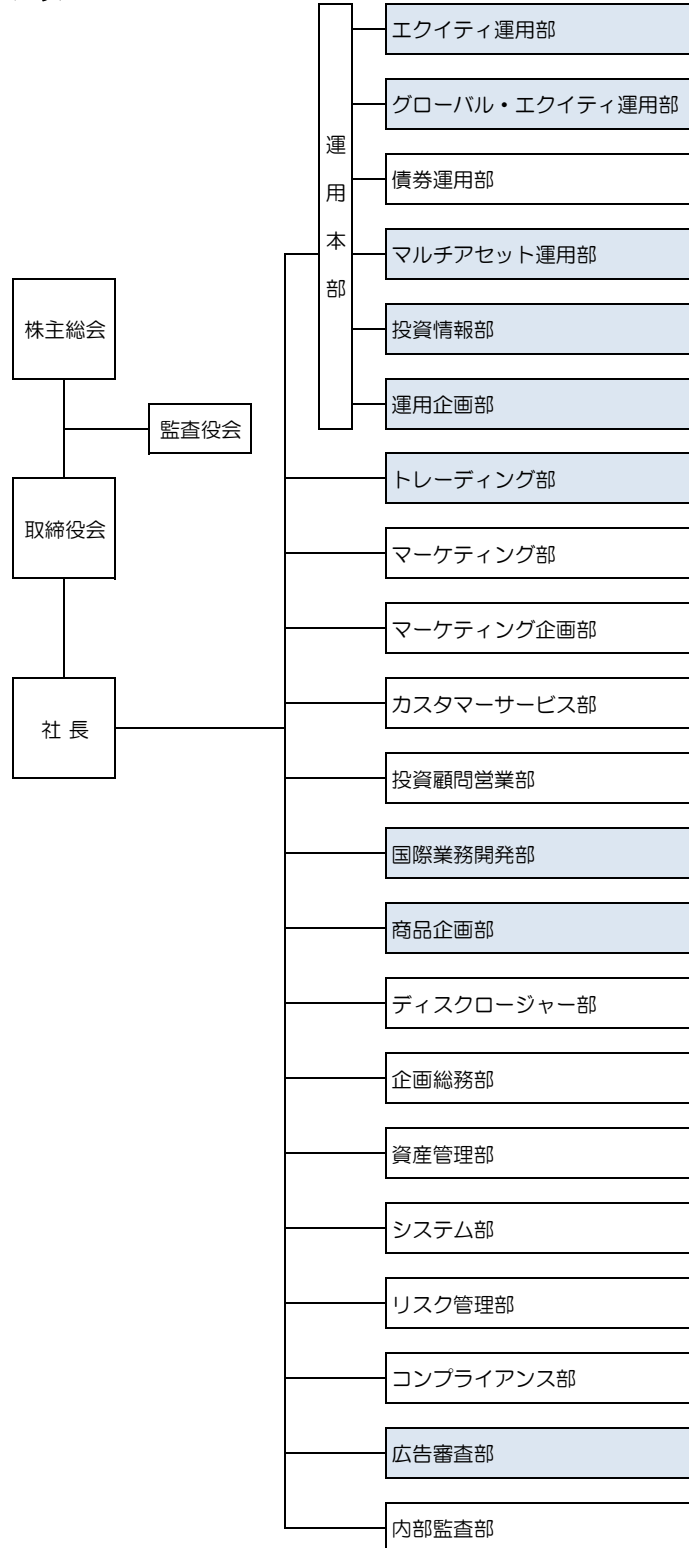 エクイティ運用部
グローバル・エクイティ運用部
債券運用部
マルチアセット運用部
投資情報部
運用企画部
運用本部
株主総会
監査役会
取締役会
社 長
トレーディング部
マーケティング部
マーケティング企画部
カスタマーサービス部
投資顧問営業部
国際業務開発部
商品企画部
ディスクロージャー部
企画総務部
資産管理部
システム部
リスク管理部
コンプライアンス部
広告審査部
内部監査部